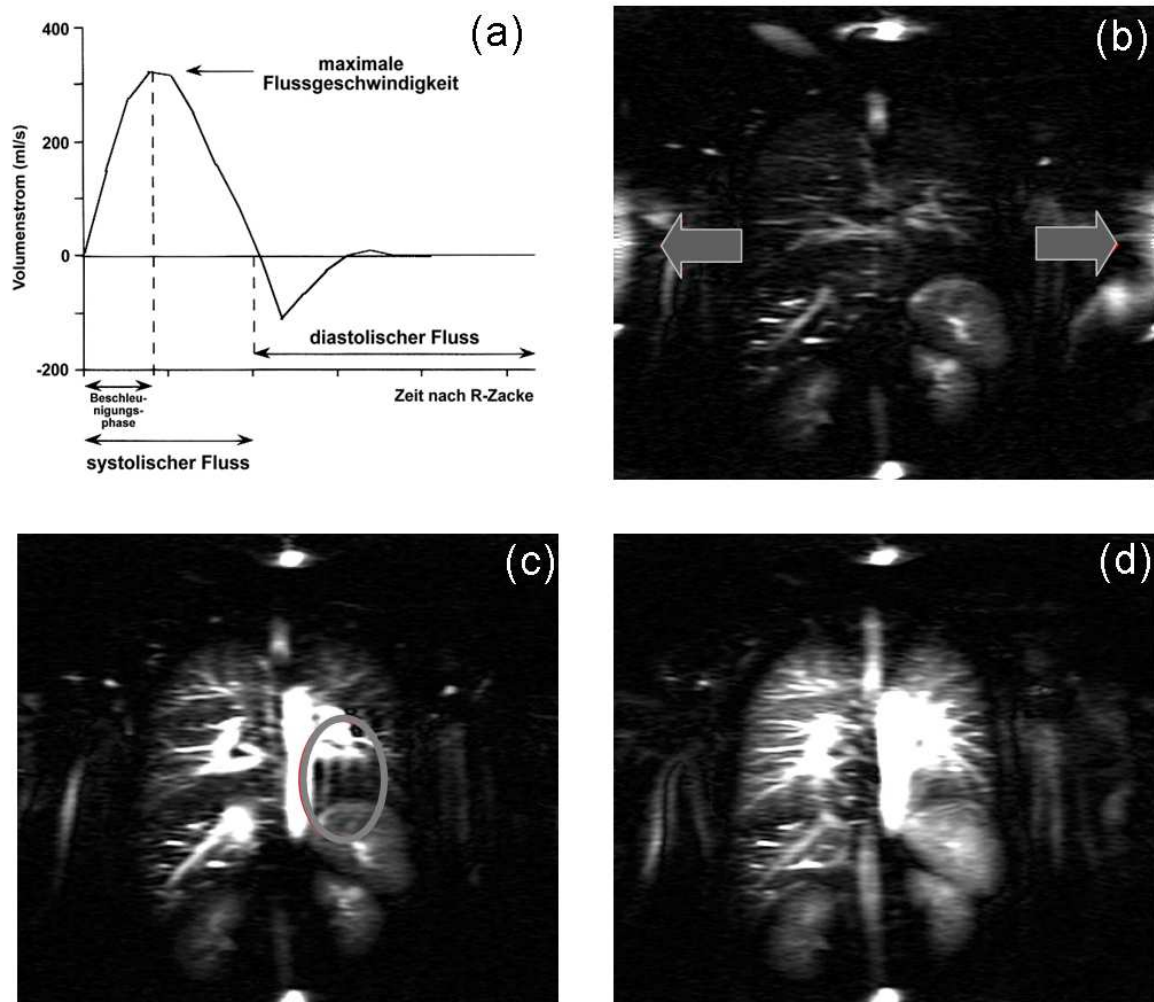 400
(a)
maximale
Flussgeschwindigkeit
200
Volumenstrom (ml/s)
0
diastolischer Fluss
-200
Beschleu-
nigungs-
phase
Zeit nach R-Zacke
systolischer Fluss
(b)
(c)
(d)